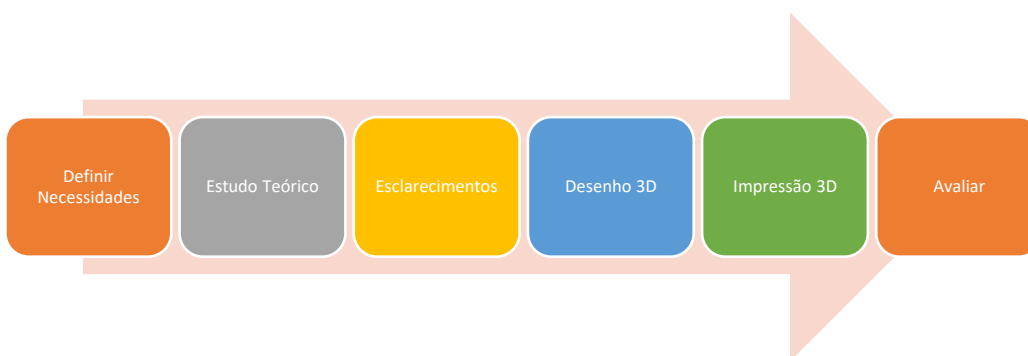 Definir
Necessidades
Estudo Teórico
Esclarecimentos
Desenho 3D
Impressão 3D
Avaliar